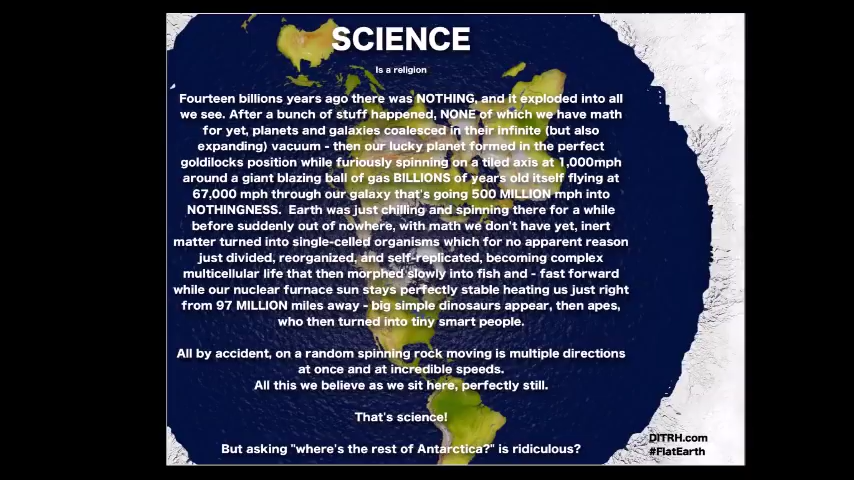 SCIENCE
Is a religion
Fourteen billions years ago there was NOTHING, and it exploded into all
we see. After a bunch of stuff happened, NONE of which we have math
for yet, planets and galaxies coalesced in their infinite (but also
expanding) vacuum - then our lucky planet formed in the perfect
goldilocks position while furiously spinning on a tiled axis at 1,000mph
around a giant blazing ball of gas BILLIONS of years old itself flying at
67,000 mph through our galaxy that's going 500 MILLION mph into
NOTHINGNESS. Earth was just chilling and spinning there for a while
before suddenly out of nowhere, with math we don't have yet, inert
matter turned into single-celled organisms which for no apparent reason
just divided, reorganized, and self-replicated, becoming complex
multicellular life that then morphed slowly into fish and - fast forward
while our nuclear furnace sun stays perfectly stable heating us just right
from 97 MILLION miles away - big simple dinosaurs appear, then apes,
who then turned into tiny smart people.
All by accident, on a random spinning rock moving is multiple directions
at once and at incredible speeds.
All this we believe as we sit here, perfectly still.
That's science!
But asking "where's the rest of Antarctica?" is ridiculous?
DITRH.com
#FlatEarth